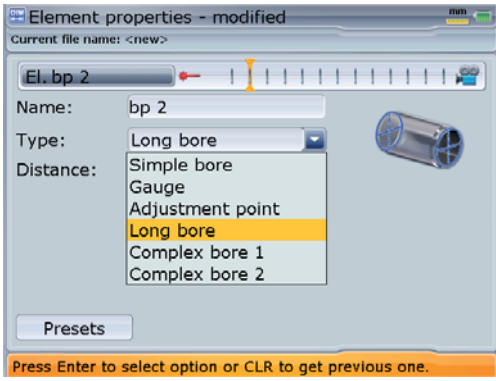 DIM Element properties - modified mm
Current file name: <new>
El. bp 2
Name: bp 2
Type: Long bore
Distance:
Simple bore
Gauge
Adjustment point
Long bore
Complex bore 1
Complex bore 2
Presets
Press Enter to select option or CLR to get previous one.